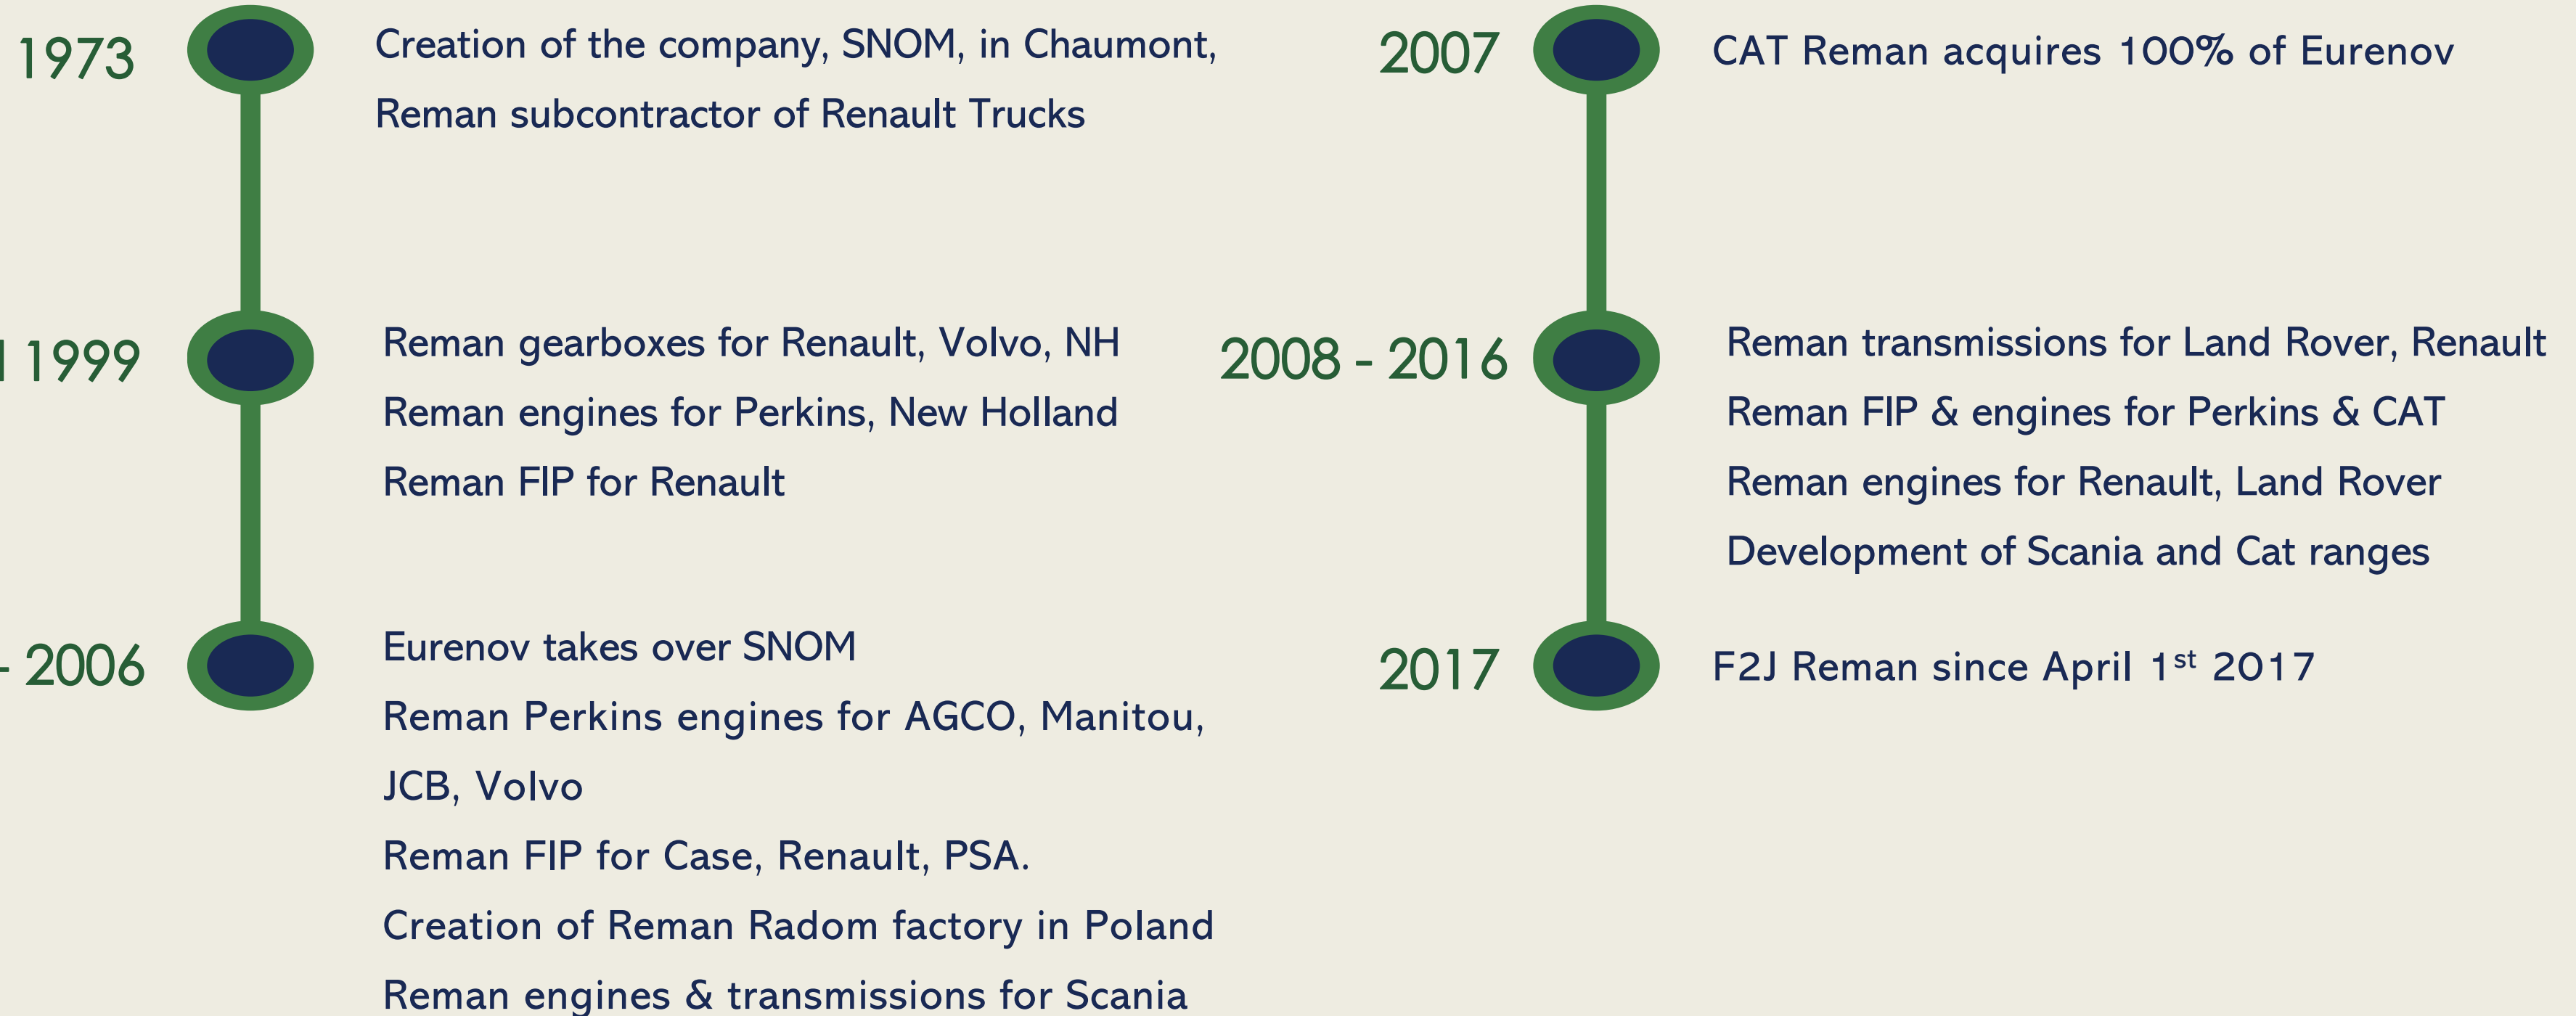 1973
Creation of the company, SNOM, in Chaumont,
Reman subcontractor of Renault Trucks
1999
Reman gearboxes for Renault, Volvo, NH
Reman engines for Perkins, New Holland
Reman FIP for Renault
- 2006
Eurenov takes over SNOM
Reman Perkins engines for AGCO, Manitou,
JCB, Volvo
Reman FIP for Case, Renault, PSA.
Creation of Reman Radom factory in Poland
Reman engines & transmissions for Scania
2007
CAT Reman acquires 100% of Eurenov
2008 - 2016
Reman transmissions for Land Rover, Renault
Reman FIP & engines for Perkins & CAT
Reman engines for Renault, Land Rover
Development of Scania and Cat ranges
2017
F2J Reman since April 1st 2017